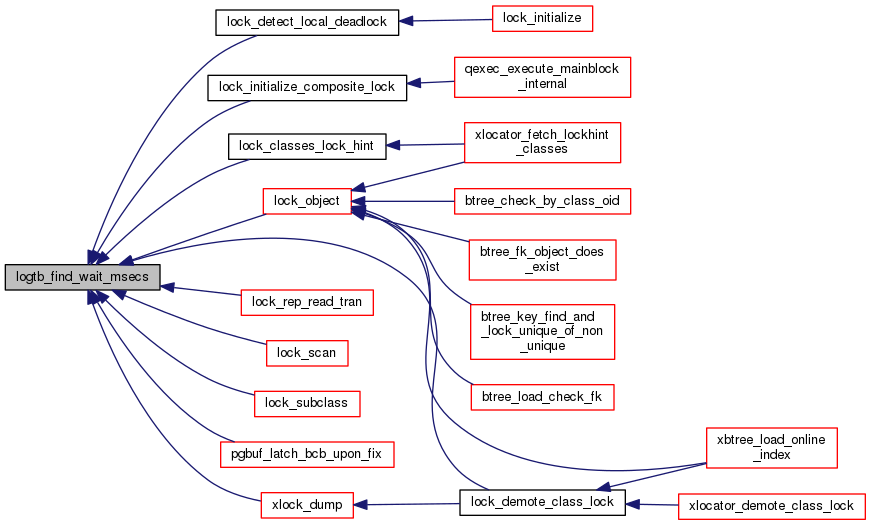 lock_detect_local_deadlock
lock_initialize
lock_initialize_composite_lock
qexec_execute_mainblock
_internal
lock_classes_lock_hint
xlocator_fetch_lockhint
_classes
lock_object
btree_check_by_class_oid
btree_fk_object_does
_exist
logtb_find_wait_msecs
lock_rep_read_tran
btree_key_find_and
_lock_unique_of_non
_unique
lock_scan
lock_subclass
btree_load_check_fk
pgbuf_latch_bcb_upon_fix
xbtree_load_online
_index
xlock_dump
lock_demote_class_lock
xlocator_demote_class_lock